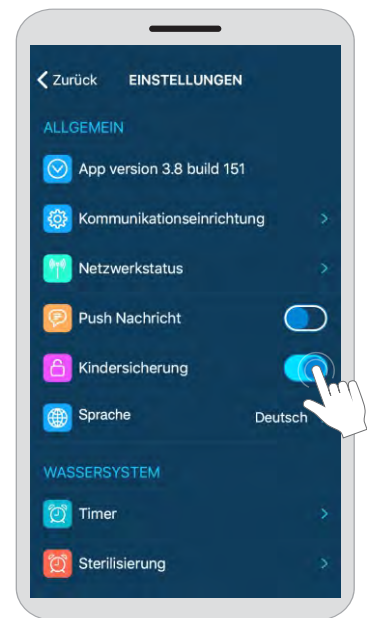 Zurück EINSTELLUNGEN
ALLGEMEIN
App version 3.8 build 151
Kommunikationseinrichtung
Netzwerkstatus
Push Nachricht
Kindersicherung
Sprache Deutsch
WASSERSYSTEM
Timer
Sterilisierung